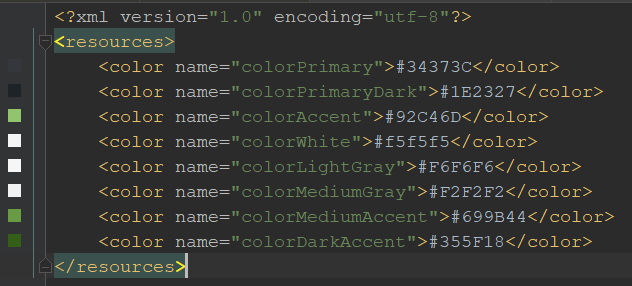 <?xml version="1.0" encoding="utf-8"?>
<resources>
    <color name="colorPrimary">#34373C</color>
    <color name="colorPrimaryDark">#1E2327</color>
    <color name="colorAccent">#92C46D</color>
    <color name="colorWhite">#f5f5f5</color>
    <color name="colorLightGray">#F6F6F6</color>
    <color name="colorMediumGray">#F2F2F2</color>
    <color name="colorMediumAccent">#699B44</color>
    <color name="colorDarkAccent">#355F18</color>
</resources>